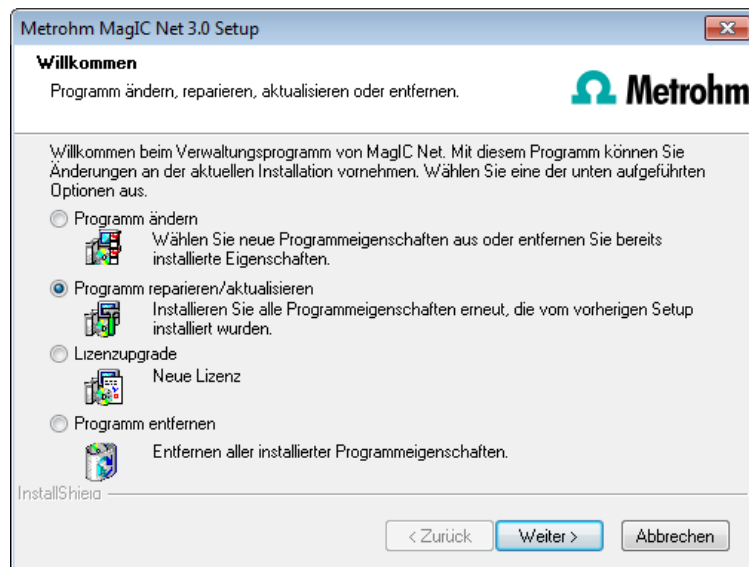 Metrohm MagIC Net 3.0 Setup
Willkommen
Programm ändern, reparieren, aktualisieren oder entfernen.
Metrohm
Willkommen beim Verwaltungsprogramm von MagIC Net. Mit diesem Programm können Sie
Änderungen an der aktuellen Installation vornehmen. Wählen Sie eine der unten aufgeführten
Optionen aus.
Programm ändern
Wählen Sie neue Programmeigenschaften aus oder entfernen Sie bereits
installierte Eigenschaften.
Programm reparieren/aktualisieren
Installieren Sie alle Programmeigenschaften erneut, die vom vorherigen Setup
installiert wurden.
Lizenzupgrade
Neue Lizenz
Programm entfernen
Entfernen aller installierter Programmeigenschaften.
InstallShield
< Zurück
Weiter >
Abbrechen